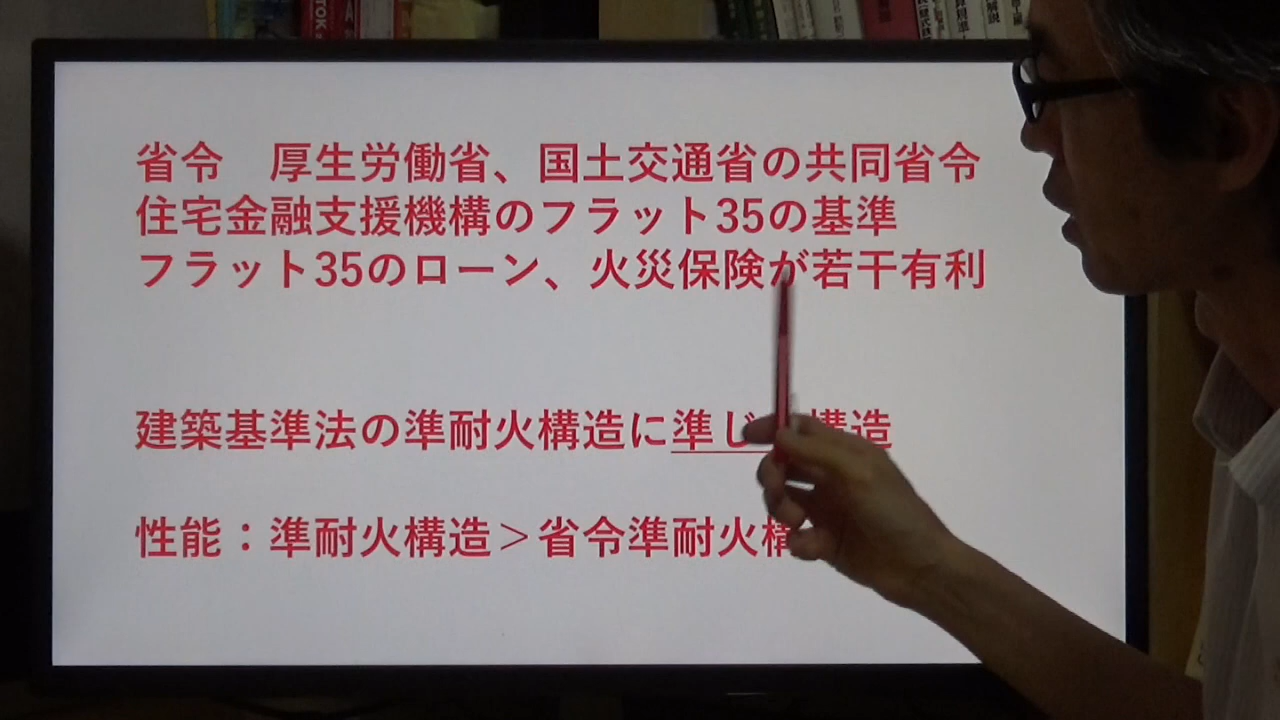 省令　厚生労働省、国土交通省の共同省令
住宅金融支援機構のフラット35の基準
フラット35のローン、火災保険が若干有利
建築基準法の準耐火構造に準じ 構造
性能：準耐火構造＞省令準耐火構